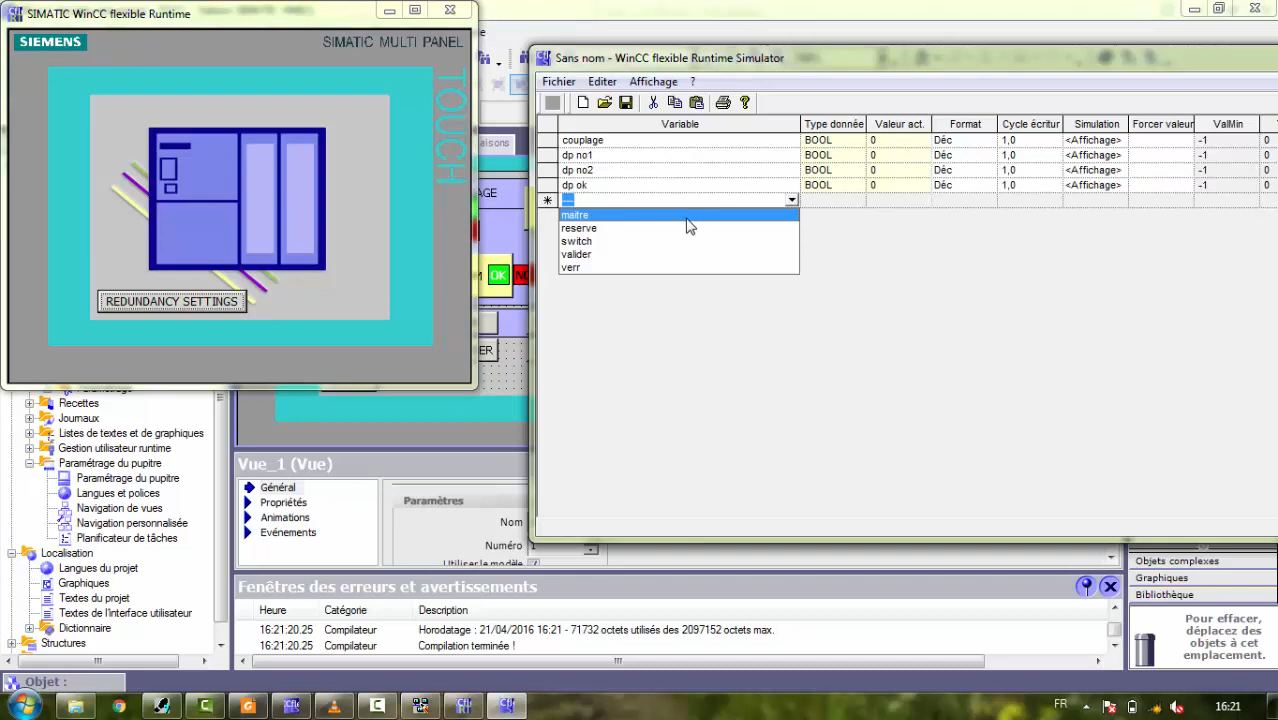 SIMATIC WinCC flexible Runtime
SIEMENS
SIMATIC MULTI PANEL
TOUCH
REDUNDANCY SETTINGS
Sans nom - WinCC flexible Runtime Simulator
Fichier Editer Affichage ?
Variable Type donnée Valeur act. Format Cycle écritur Simulation Forcer valeur ValMin
couplage BOOL 0 Déc 1,0 <Affichage> -1 0
dp no1 BOOL 0 Déc 1,0 <Affichage> -1 0
dp no2 BOOL 0 Déc 1,0 <Affichage> -1 0
dp ok BOOL 0 Déc 1,0 <Affichage> -1 0
maitre
reserve
switch
valider
verr
aisons
AGE
OK
ER
Recettes
Journaux
Listes de textes et de graphiques
Gestion utilisateur runtime
Paramétrage du pupitre
Paramétrage du pupitre
Langues et polices
Navigation de vues
Navigation personnalisée
Planificateur de tâches
Localisation
Langues du projet
Graphiques
Textes du projet
Textes de l'interface utilisateur
Dictionnaire
Structures
Vue_1 (Vue)
Général
Propriétés
Animations
Evénements
Paramètres
Nom
Numéro 1
Utiliser le modèle
Fenêtres des erreurs et avertissements
Heure Catégorie Description
16:21:20.25 Compilateur Horodatage : 21/04/2016 16:21 - 71732 octets utilisés des 2097152 octets max.
16:21:20.25 Compilateur Compilation terminée !
Objets complexes
Graphiques
Bibliothèque
Pour effacer,
déplacez des
objets à cet
emplacement.
Objet :
FR
16:21